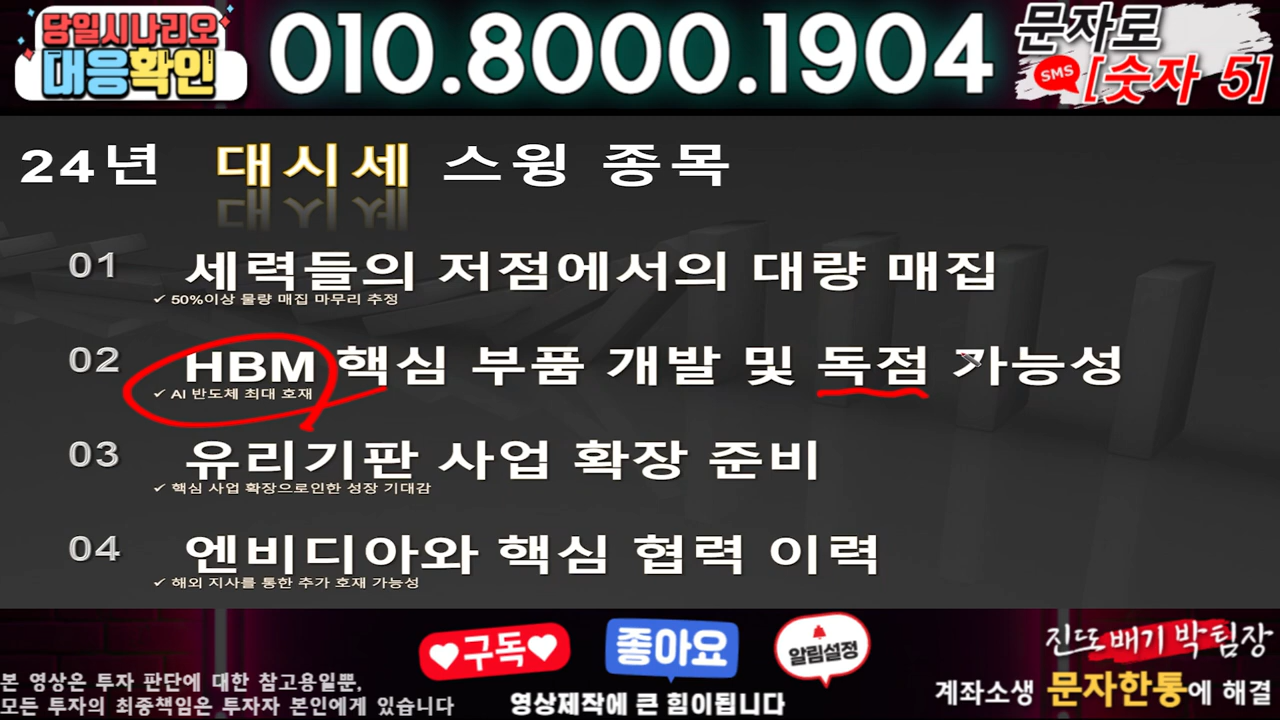 당일시나리오
대응확인
010.8000.1904
문자로
SMS
[숫자 5]
24년 대시세 스윙 종목
01 세력들의 저점에서의 대량 매집
✓ 50%이상 물량 매집 마무리 추정
02 HBM 핵심 부품 개발 및 독점 가능성
✓ AI 반도체 최대 호재
03 유리기판 사업 확장 준비
✓ 핵심 사업 확장으로인한 성장 기대감
04 엔비디아와 핵심 협력 이력
✓ 해외 지사를 통한 추가 호재 가능성
구독
좋아요
알림설정
영상제작에 큰 힘이됩니다
본 영상은 투자 판단에 대한 참고용일뿐,
모든 투자의 최종책임은 투자자 본인에게 있습니다
진또배기 박팀장
계좌소생 문자한통에 해결